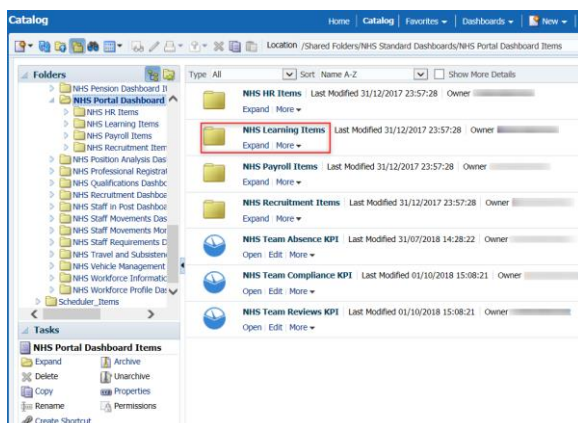 Catalog
Home Catalog Favorites Dashboards New
Location /Shared Folders/NHS Standard Dashboards/NHS Portal Dashboard Items
Folders
NHS Pension Dashboard It
NHS Portal Dashboard
NHS HR Items
NHS Learning Items
NHS Payroll Items
NHS Recruitment Item
NHS Position Analysis Das
NHS Professional Registrat
NHS Qualifications Dashbo
NHS Recruitment Dashboa
NHS Staff in Post Dashboa
NHS Staff Movements Das
NHS Staff Movements Mor
NHS Staff Requirements D
NHS Travel and Subsisten
NHS Vehicle Management
NHS Workforce Informatic
NHS Workforce Profile Das
Scheduler_Items
Tasks
NHS Portal Dashboard Items
Expand Archive
Delete Unarchive
Copy Properties
Rename Permissions
Create Shortcut
Type All Sort Name A-Z Show More Details
NHS HR Items Last Modified 31/12/2017 23:57:28 Owner
Expand More
NHS Learning Items Last Modified 31/12/2017 23:57:28 Owner
Expand More
NHS Payroll Items Last Modified 31/12/2017 23:57:28 Owner
Expand More
NHS Recruitment Items Last Modified 31/12/2017 23:57:28 Owner
Expand More
NHS Team Absence KPI Last Modified 31/07/2018 14:28:22 Owner
Open Edit More
NHS Team Compliance KPI Last Modified 01/10/2018 15:08:21 Owner
Open Edit More
NHS Team Reviews KPI Last Modified 01/10/2018 15:08:21 Owner
Open Edit More